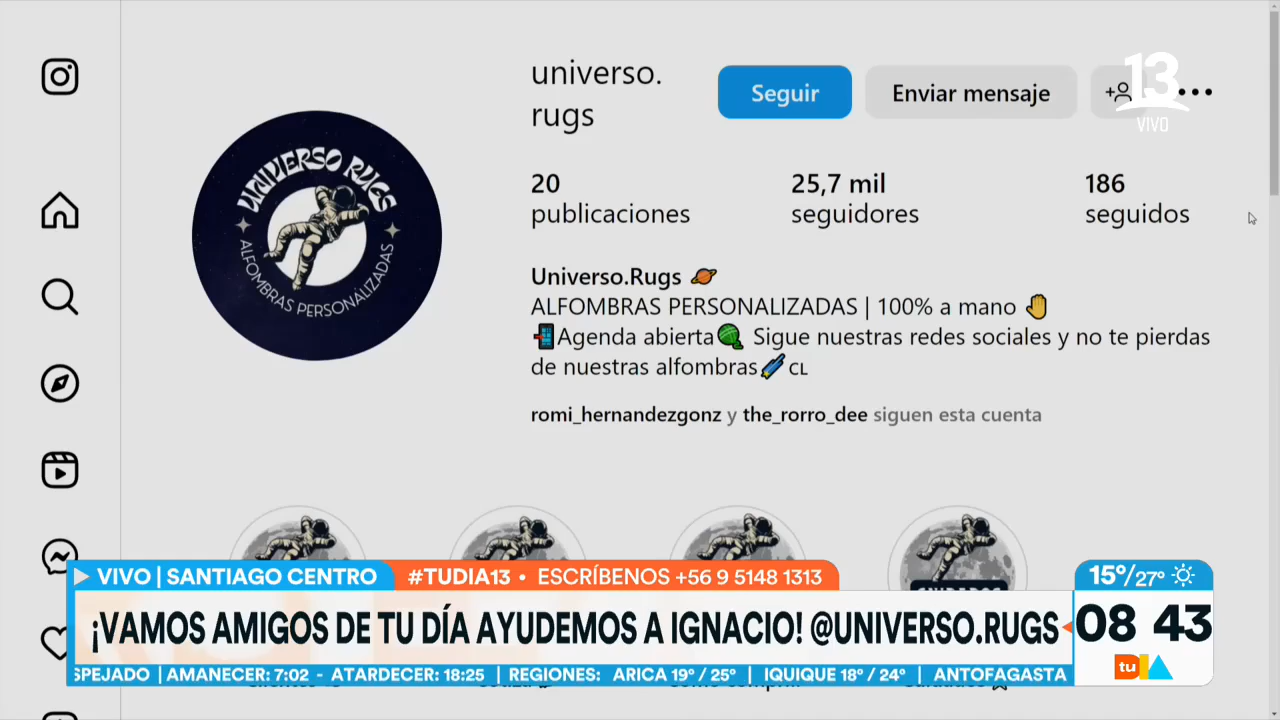 universo.
rugs
Seguir
Enviar mensaje
13
VIVO
20
publicaciones
25,7 mil
seguidores
186
seguidos
UNIVERSO RUGS
ALFOMBRAS PERSONALIZADAS
Universo.Rugs
ALFOMBRAS PERSONALIZADAS | 100% a mano
Agenda abierta Sigue nuestras redes sociales y no te pierdas
de nuestras alfombras CL
romi_hernandezgonz y the_rorro_dee siguen esta cuenta
VIVO | SANTIAGO CENTRO
#TUDIA13 • ESCRÍBENOS +56 9 5148 1313
15°/27°
¡VAMOS AMIGOS DE TU DÍA AYUDEMOS A IGNACIO! @UNIVERSO.RUGS
08 43
tu DIA
SPEJADO | AMANECER: 7:02 - ATARDECER: 18:25 | REGIONES: ARICA 19° / 25° | IQUIQUE 18° / 24° | ANTOFAGASTA